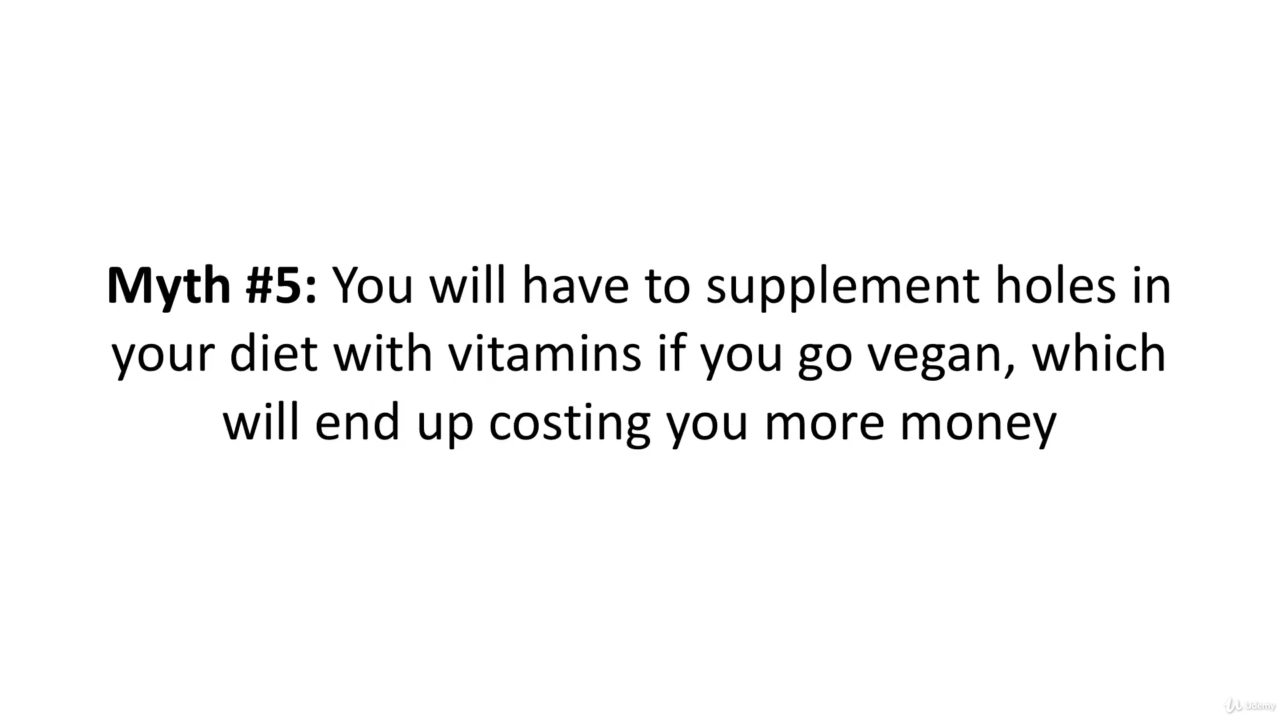 Myth #5: You will have to supplement holes in
your diet with vitamins if you go vegan, which
will end up costing you more money
Udemy